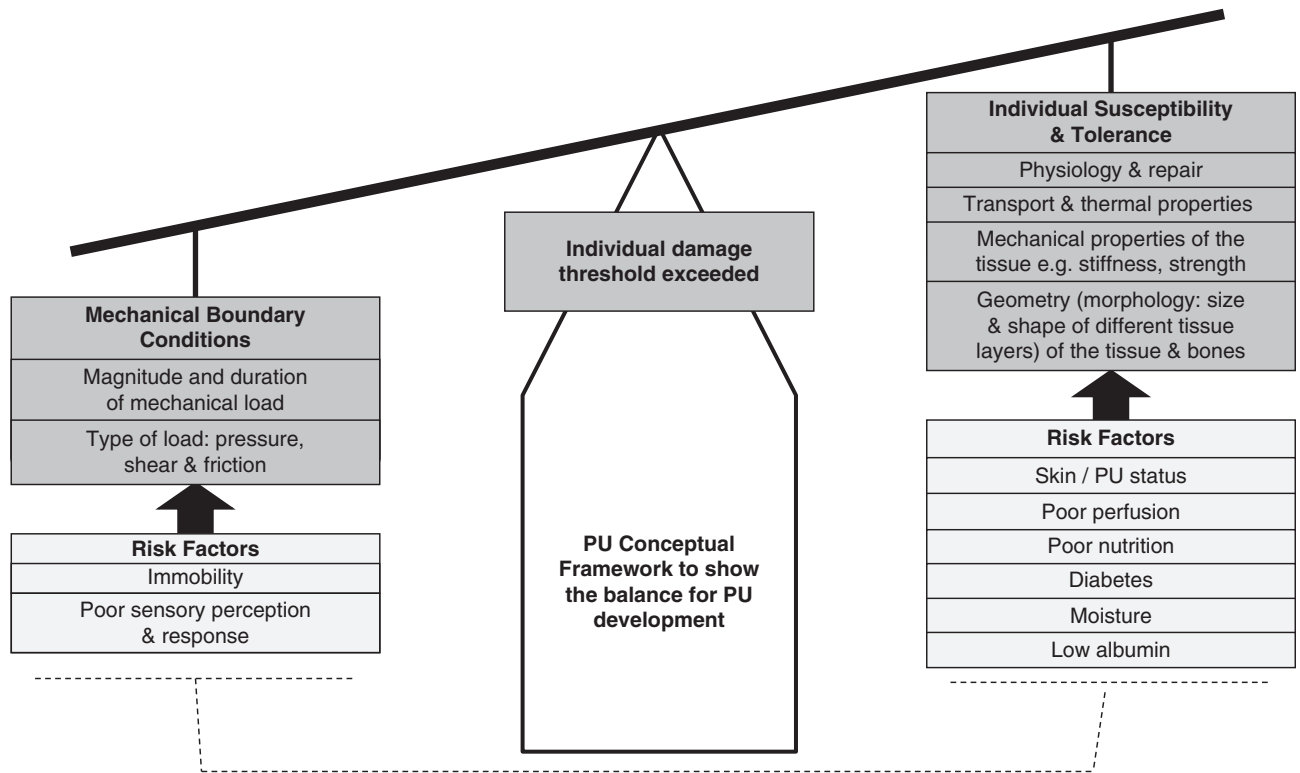 Mechanical Boundary
Conditions
Magnitude and duration
of mechanical load
Type of load: pressure,
shear & friction
Risk Factors
Immobility
Poor sensory perception
& response
Individual damage
threshold exceeded
PU Conceptual
Framework to show
the balance for PU
development
Individual Susceptibility
& Tolerance
Physiology & repair
Transport & thermal properties
Mechanical properties of the
tissue e.g. stiffness, strength
Geometry (morphology: size
& shape of different tissue
layers) of the tissue & bones
Risk Factors
Skin / PU status
Poor perfusion
Poor nutrition
Diabetes
Moisture
Low albumin